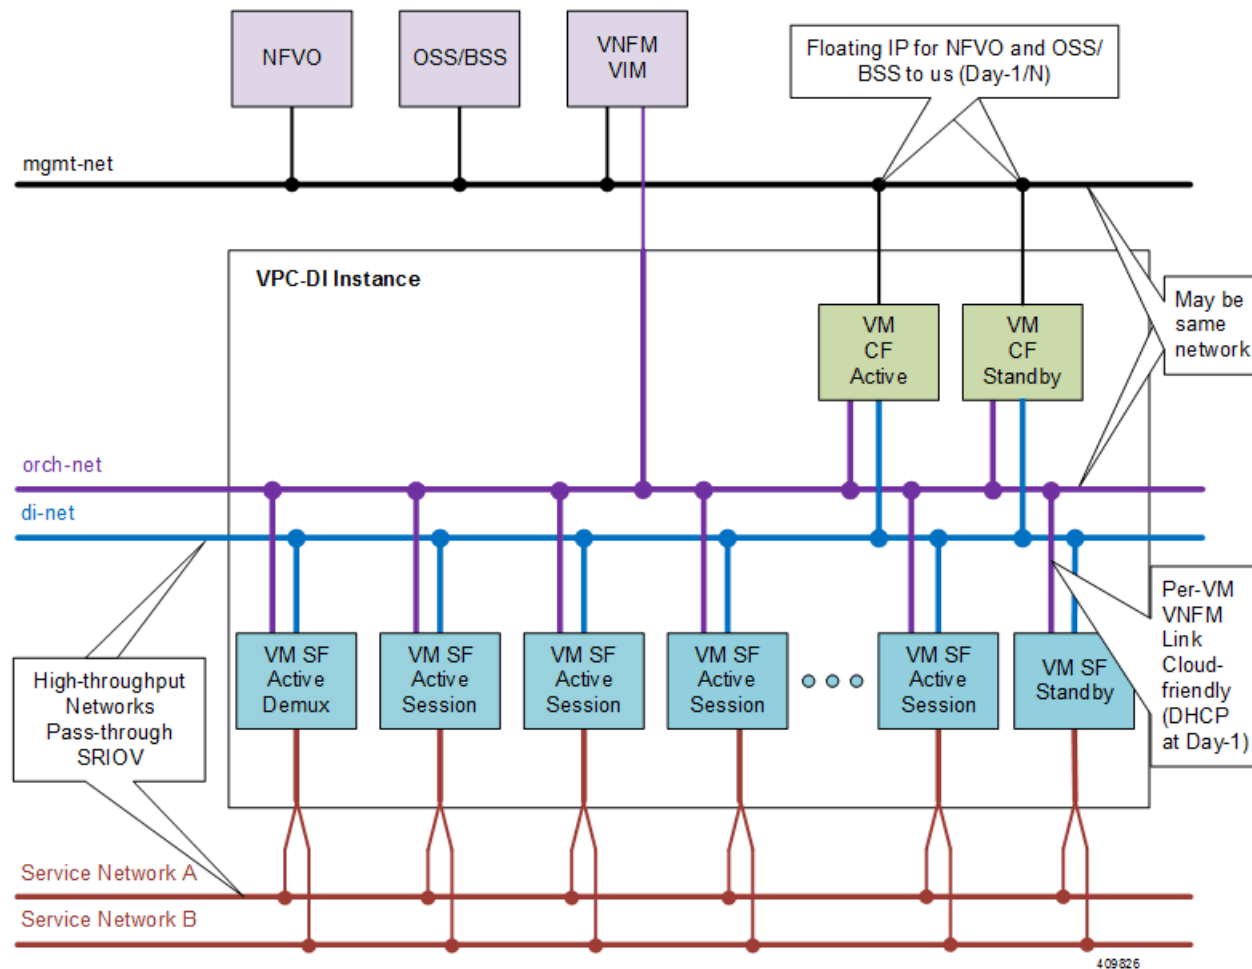 NFVO
OSS/BSS
VNFM
VIM
Floating IP for NFVO and OSS/
BSS to us (Day-1/N)
mgmt-net
VPC-DI Instance
VM
CF
Active
VM
CF
Standby
May be
same
network
orch-net
di-net
Per-VM
VNFM
Link
Cloud-
friendly
(DHCP
at Day-1)
High-throughput
Networks
Pass-through
SRIOV
VM SF
Active
Demux
VM SF
Active
Session
VM SF
Active
Session
VM SF
Active
Session
VM SF
Active
Session
VM SF
Standby
Service Network A
Service Network B
409826